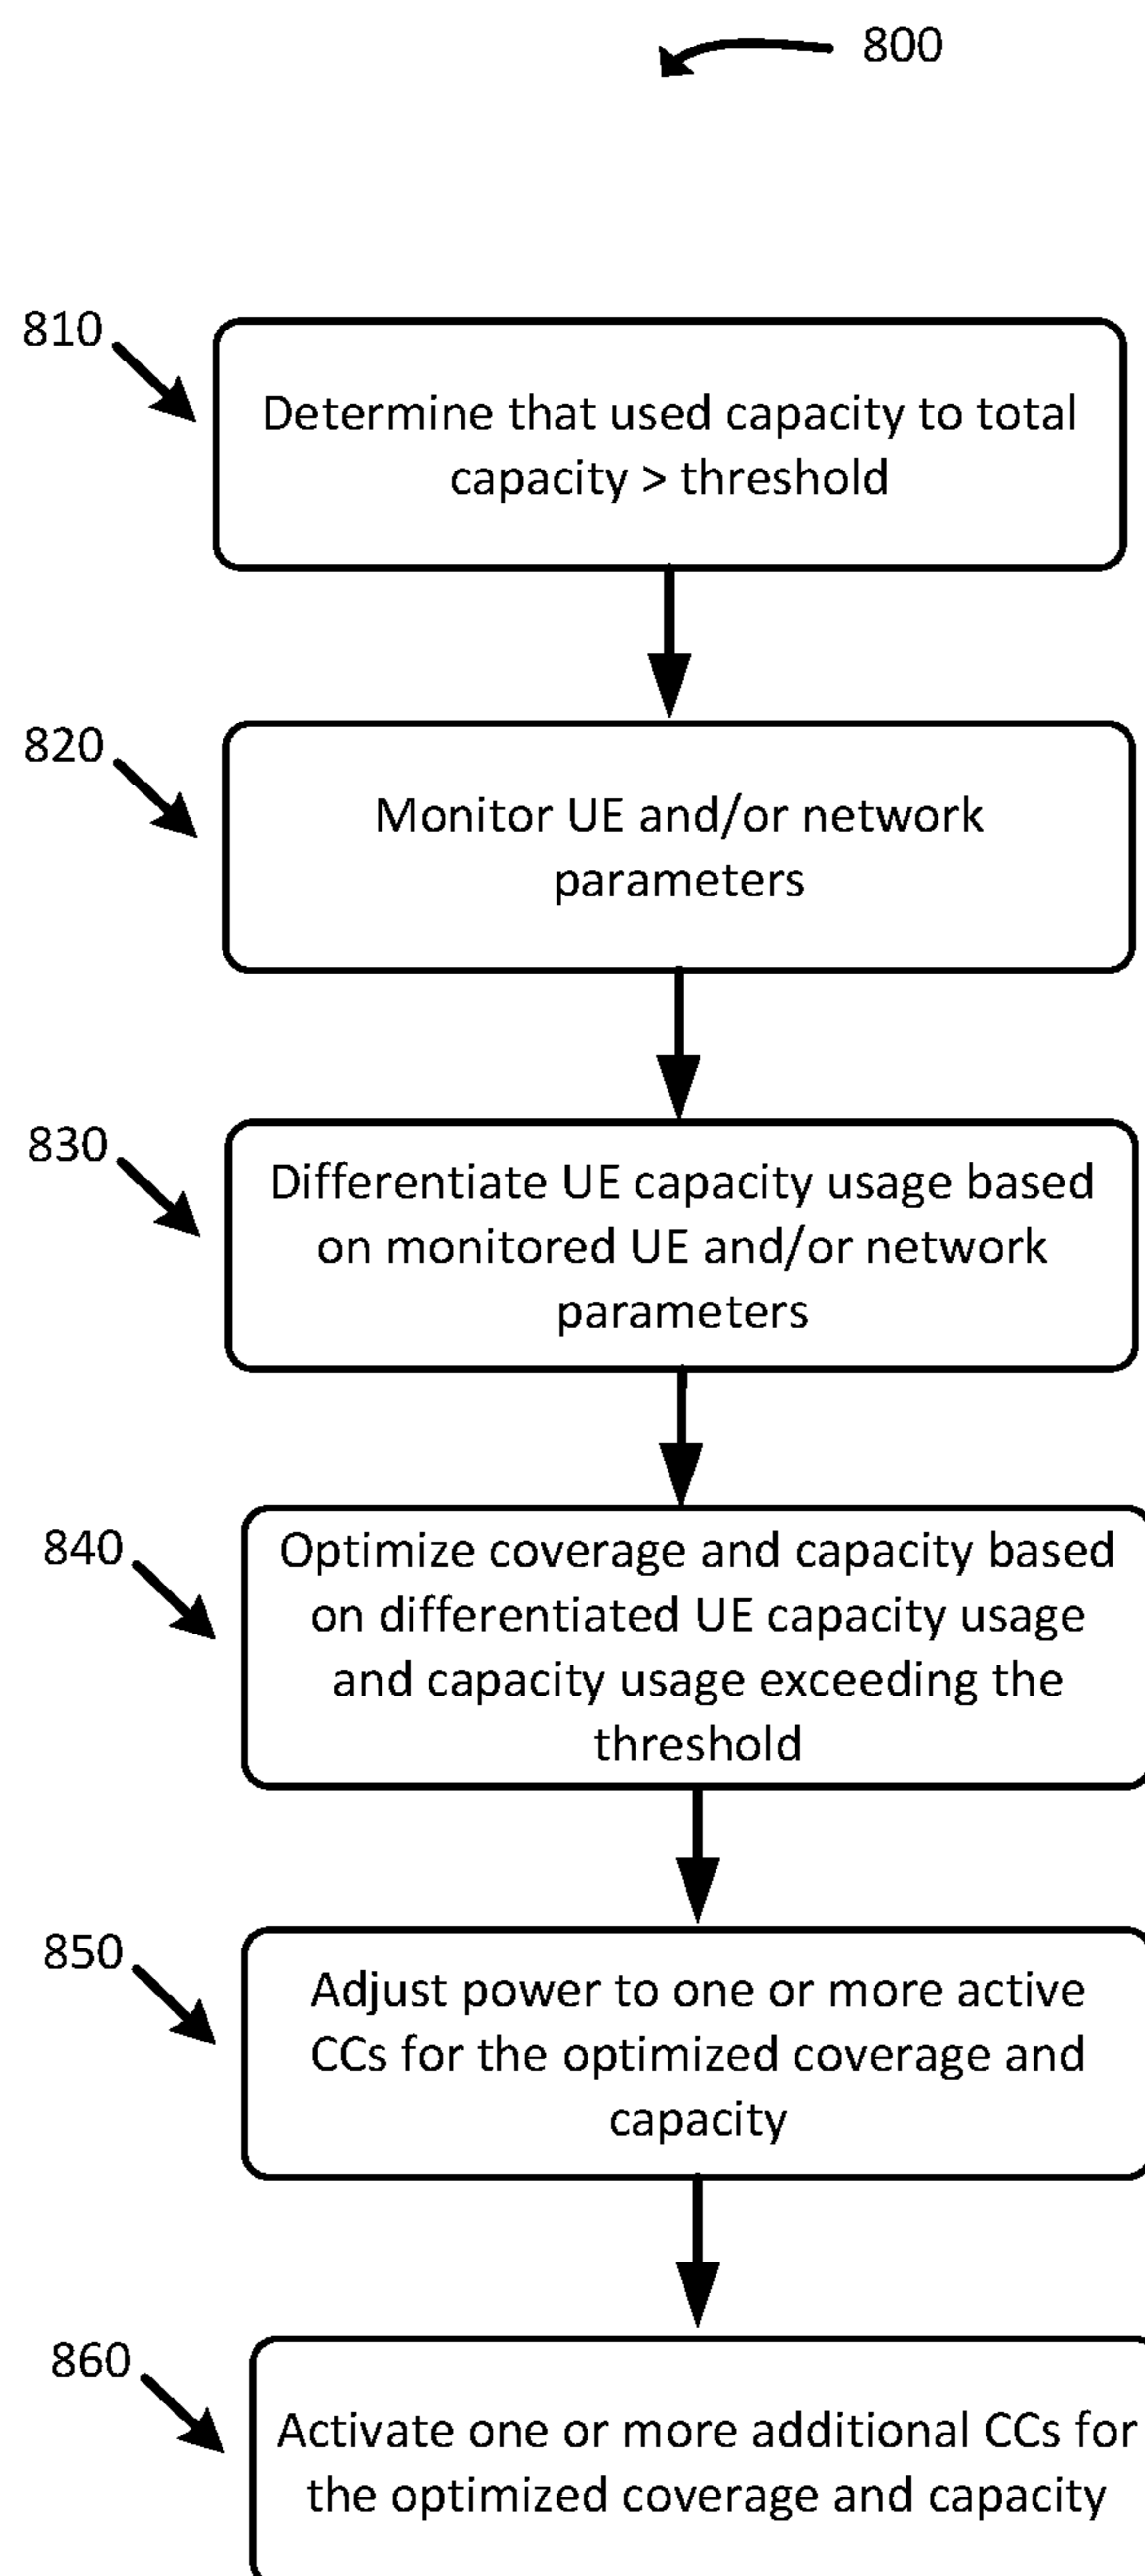 800
810
Determine that used capacity to total
capacity > threshold
820
Monitor UE and/or network
parameters
830
Differentiate UE capacity usage based
on monitored UE and/or network
parameters
840
Optimize coverage and capacity based
on differentiated UE capacity usage
and capacity usage exceeding the
threshold
850
Adjust power to one or more active
CCs for the optimized coverage and
capacity
860
Activate one or more additional CCs for
the optimized coverage and capacity